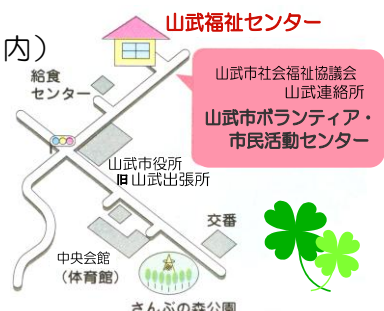 山武福祉センター
内）
給食
センター
山武市社会福祉協議会
山武連絡所
山武市ボランティア・
市民活動センター
山武市役所
旧山武出張所
交番
中央会館
（体育館）
さんぶの森公園